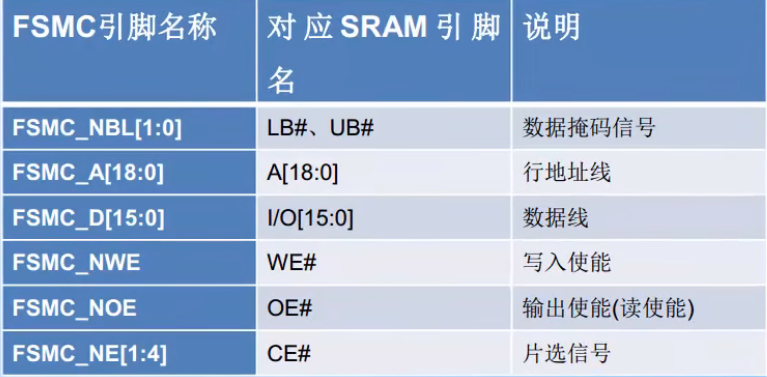 FSMC引脚名称 对应SRAM引脚 说明
名
FSMC_NBL[1:0] LB#、UB# 数据掩码信号
FSMC_A[18:0] A[18:0] 行地址线
FSMC_D[15:0] I/O[15:0] 数据线
FSMC_NWE WE# 写入使能
FSMC_NOE OE# 输出使能(读使能)
FSMC_NE[1:4] CE# 片选信号